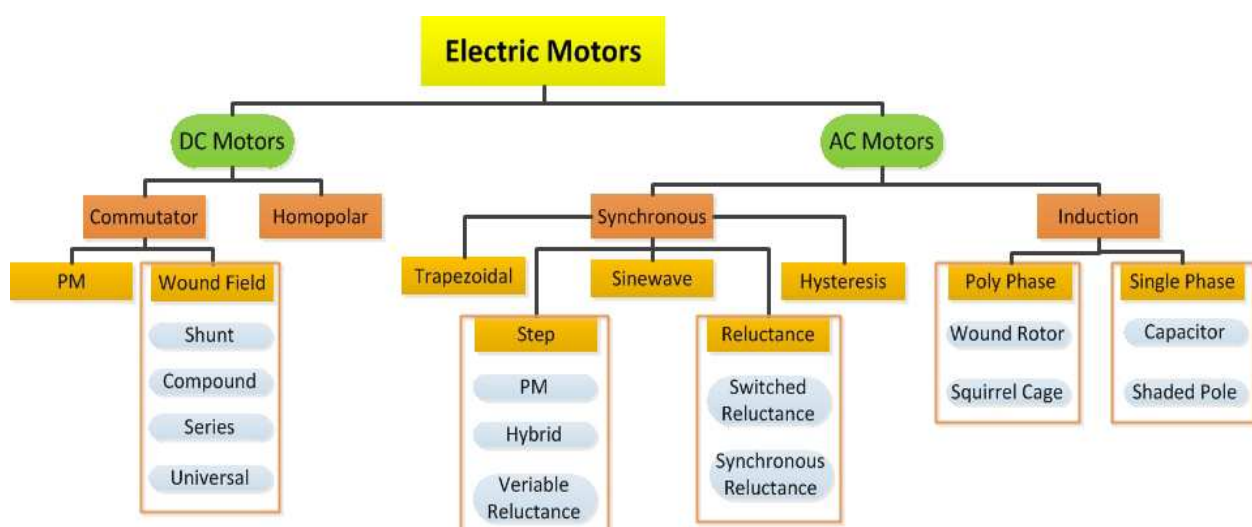 Electric Motors
DC Motors
AC Motors
Commutator
Homopolar
Synchronous
Induction
PM
Wound Field
Trapezoidal
Sinewave
Hysteresis
Poly Phase
Single Phase
Shunt
Compound
Series
Universal
Step
PM
Hybrid
Veriable
Reluctance
Reluctance
Switched
Reluctance
Synchronous
Reluctance
Wound Rotor
Squirrel Cage
Capacitor
Shaded Pole